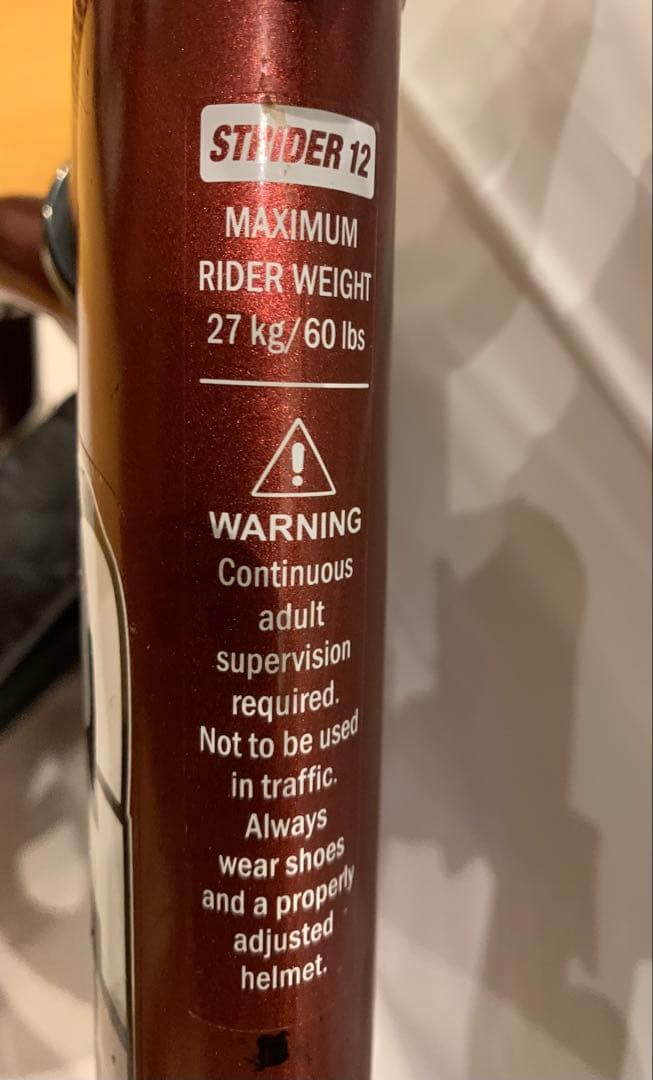 STRIDER 12
MAXIMUM
RIDER WEIGHT
27 kg/60 lbs
WARNING
Continuous
adult
supervision
required.
Not to be used
in traffic.
Always
wear shoes
and a properly
adjusted
helmet.